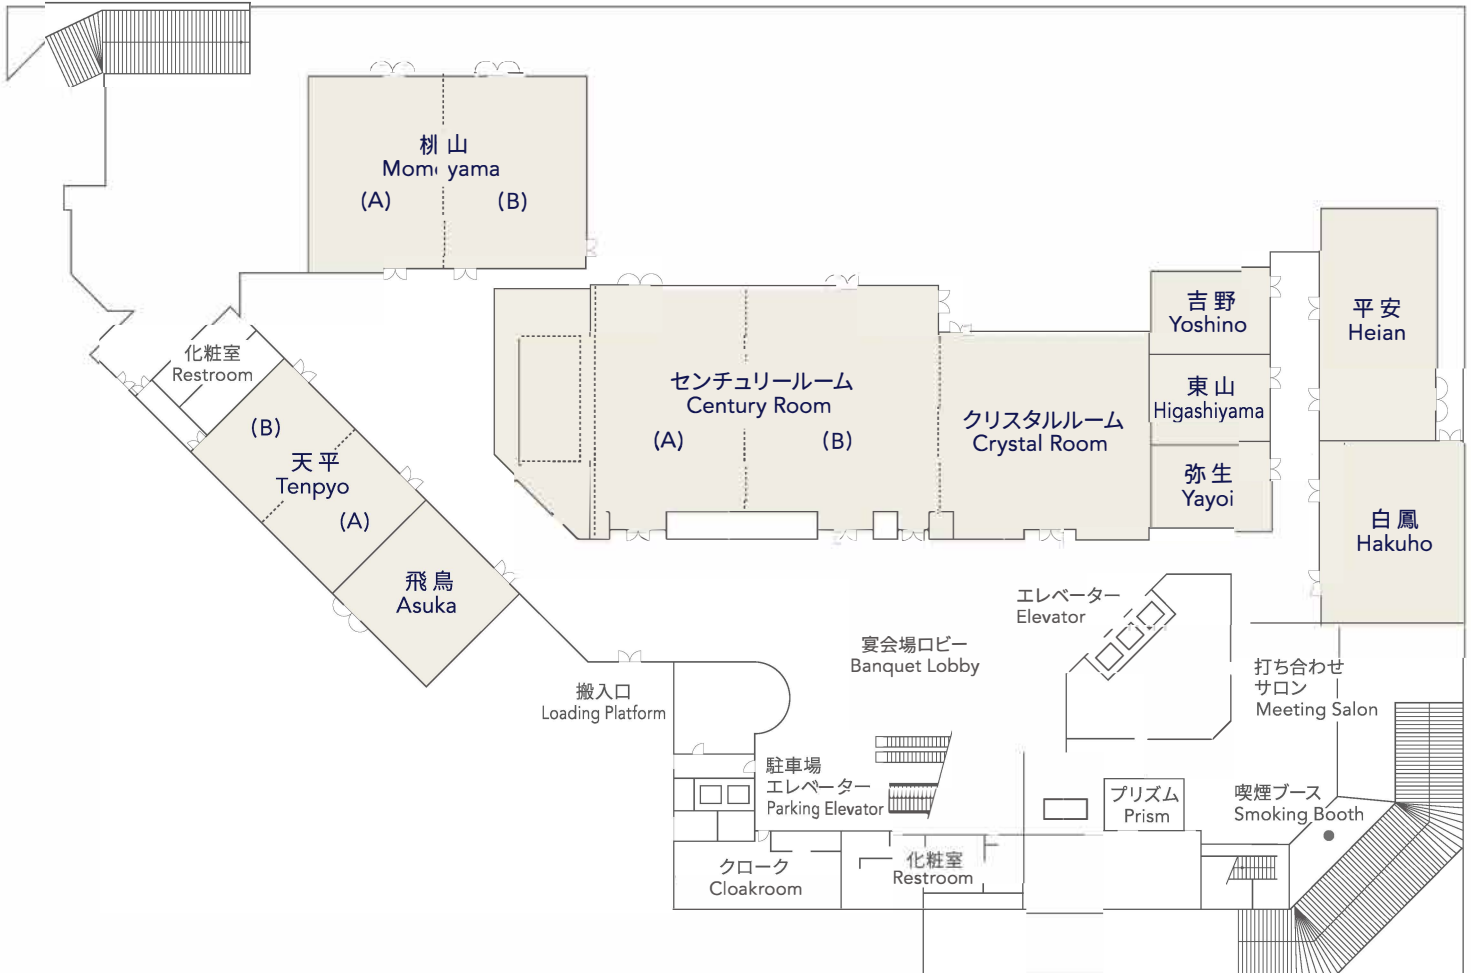 桃山
Momoyama
(A)
(B)
化粧室
Restroom
(B)
天平
Tenpyo
(A)
飛鳥
Asuka
センチュリールーム
Century Room
(A)
(B)
クリスタルルーム
Crystal Room
吉野
Yoshino
東山
Higashiyama
弥生
Yayoi
平安
Heian
白鳳
Hakuho
エレベーター
Elevator
宴会場ロビー
Banquet Lobby
搬入口
Loading Platform
打ち合わせ
サロン
Meeting Salon
駐車場
エレベーター
Parking Elevator
プリズム
Prism
喫煙ブース
Smoking Booth
クローク
Cloakroom
化粧室
Restroom